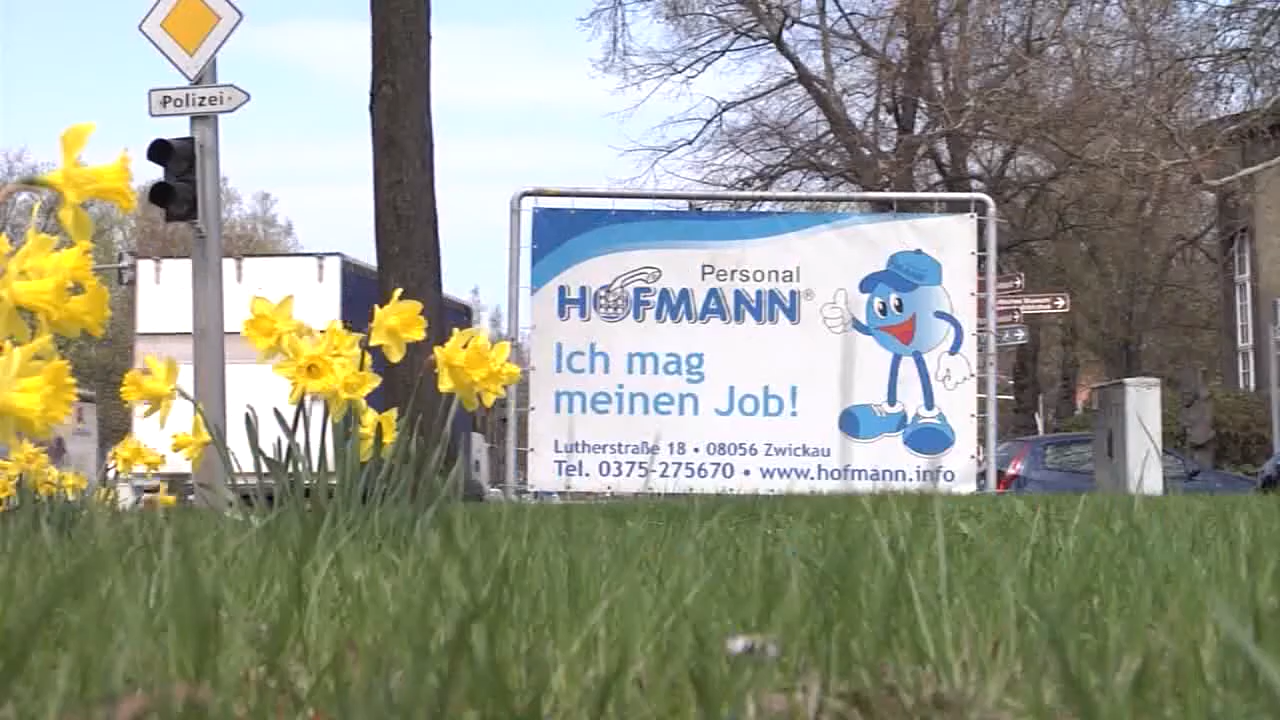 Polizei
Personal
HOFMANN®
Ich mag
meinen Job!
Lutherstraße 18 • 08056 Zwickau
Tel. 0375-275670 • www.hofmann.info